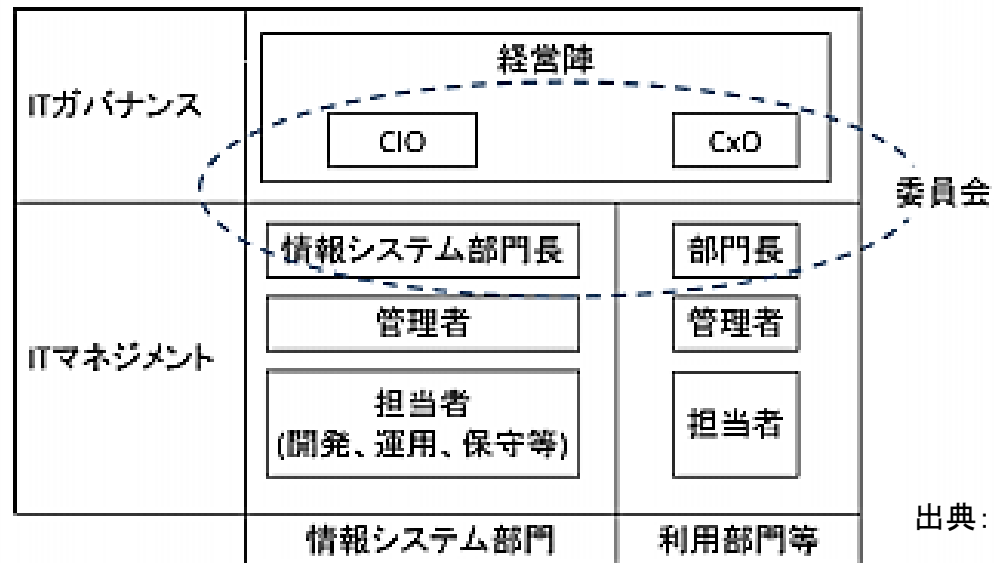 経営陣
ITガバナンス
CIO
CxO
委員会
情報システム部門長
部門長
管理者
管理者
ITマネジメント
担当者
(開発、運用、保守等)
担当者
出典:
情報システム部門
利用部門等